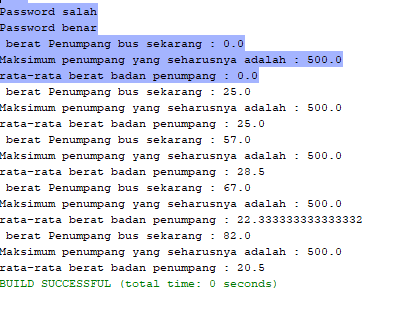 Password salah
Password benar
berat Penumpang bus sekarang : 0.0
Maksimum penumpang yang seharusnya adalah : 500.0
rata-rata berat badan penumpang : 0.0
berat Penumpang bus sekarang : 25.0
Maksimum penumpang yang seharusnya adalah : 500.0
rata-rata berat badan penumpang : 25.0
berat Penumpang bus sekarang : 57.0
Maksimum penumpang yang seharusnya adalah : 500.0
rata-rata berat badan penumpang : 28.5
berat Penumpang bus sekarang : 67.0
Maksimum penumpang yang seharusnya adalah : 500.0
rata-rata berat badan penumpang : 22.333333333333332
berat Penumpang bus sekarang : 82.0
Maksimum penumpang yang seharusnya adalah : 500.0
rata-rata berat badan penumpang : 20.5
BUILD SUCCESSFUL (total time: 0 seconds)